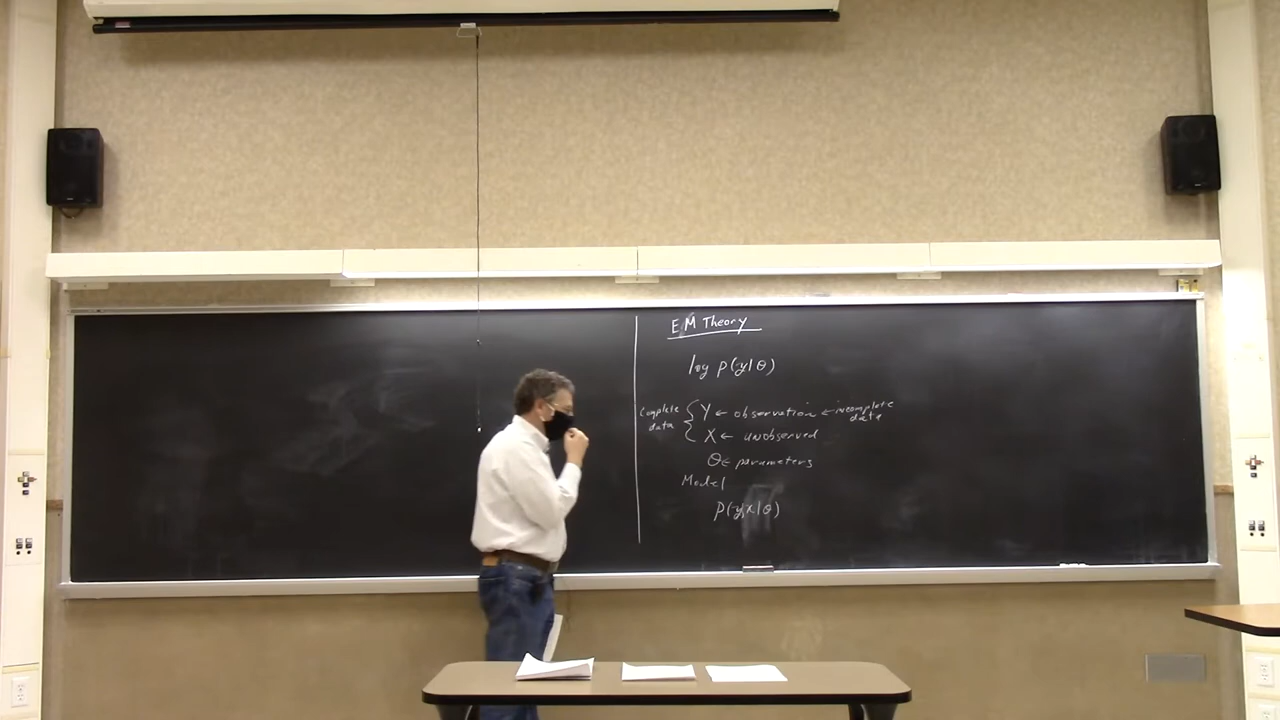 EM Theory
log p(y|θ)
Complete data { Y ← observation ← incomplete data
X ← unobserved
θ ← parameters
Model
p(y,x|θ)